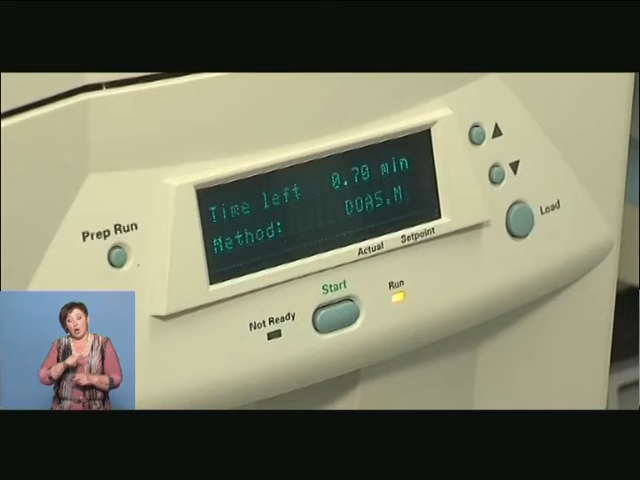 Time left 0.70 min
Method: DOAS.M
Actual Setpoint
Prep Run
Load
Start
Run
Not Ready